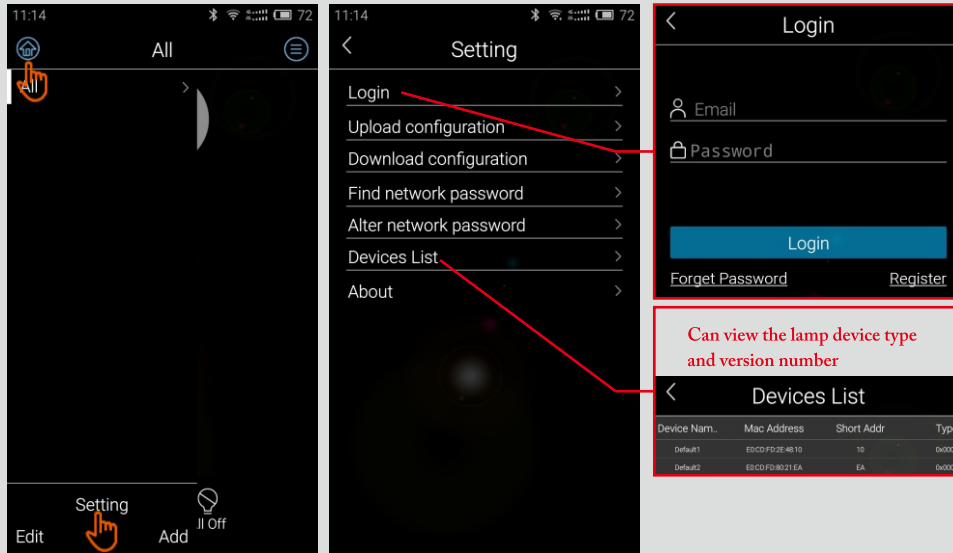 11:14
72
All
All
Setting
Edit
Add
ll Off
11:14
72
Setting
Login
Upload configuration
Download configuration
Find network password
Alter network password
Devices List
About
Login
Email
Password
Login
Forget Password
Register
Can view the lamp device type
and version number
Devices List
Device Nam.. Mac Address Short Addr Typ
Default1 E0:CD:FD:2E:48:10 10 0x000
Default2 E0:CD:FD:80:21:EA EA 0x000